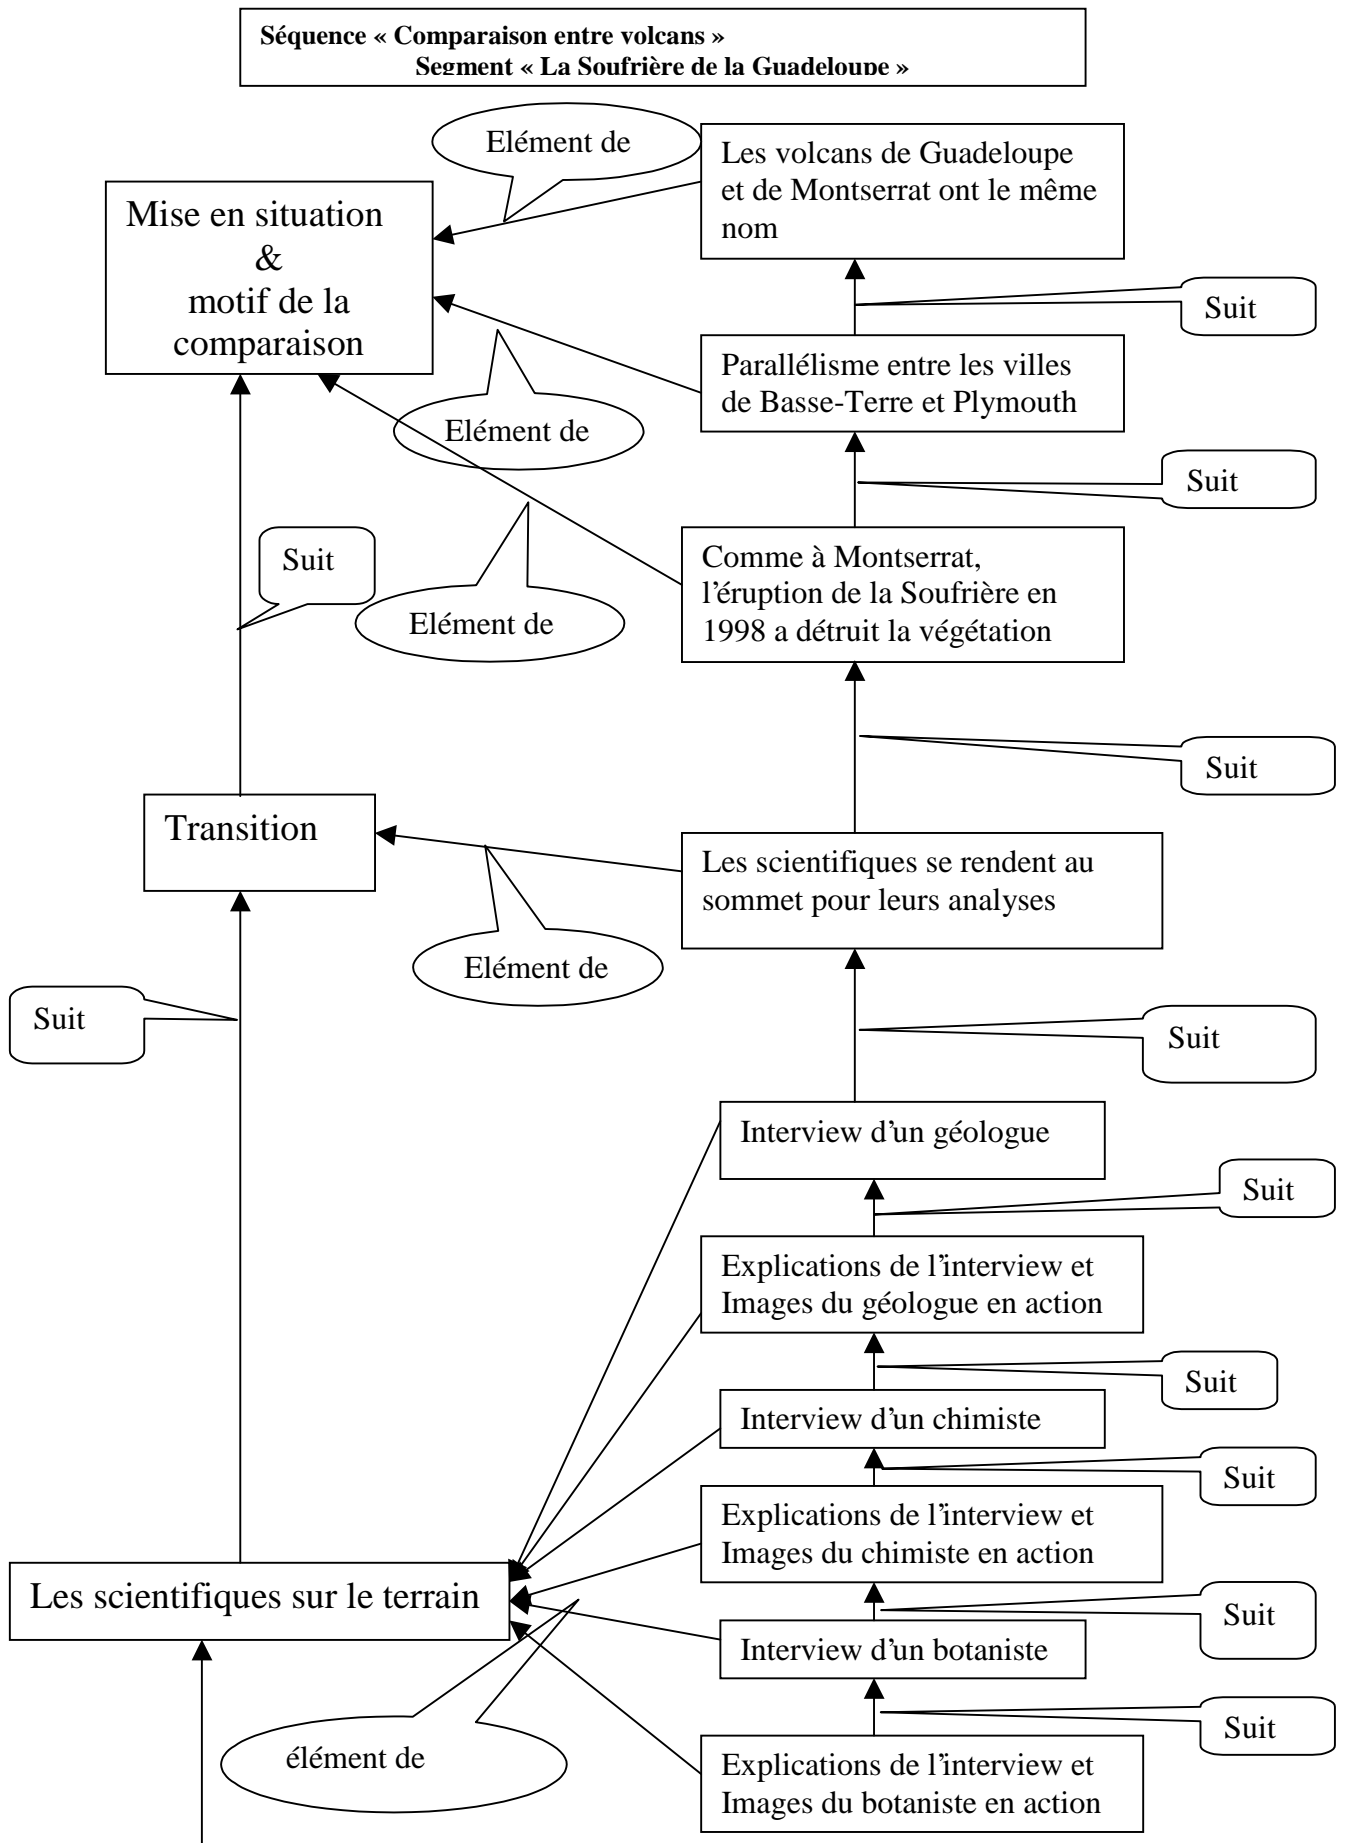 Séquence « Comparaison entre volcans »
Segment « La Soufrière de la Guadeloupe »
Elément de
Les volcans de Guadeloupe
et de Montserrat ont le même
nom
Mise en situation
&
motif de la
comparaison
Suit
Parallélisme entre les villes
de Basse-Terre et Plymouth
Elément de
Suit
Comme à Montserrat,
l'éruption de la Soufrière en
1998 a détruit la végétation
Suit
Elément de
Suit
Transition
Les scientifiques se rendent au
sommet pour leurs analyses
Elément de
Suit
Suit
Interview d'un géologue
Suit
Explications de l'interview et
Images du géologue en action
Suit
Interview d'un chimiste
Suit
Explications de l'interview et
Images du chimiste en action
Les scientifiques sur le terrain
Suit
Interview d'un botaniste
Suit
élément de
Explications de l'interview et
Images du botaniste en action